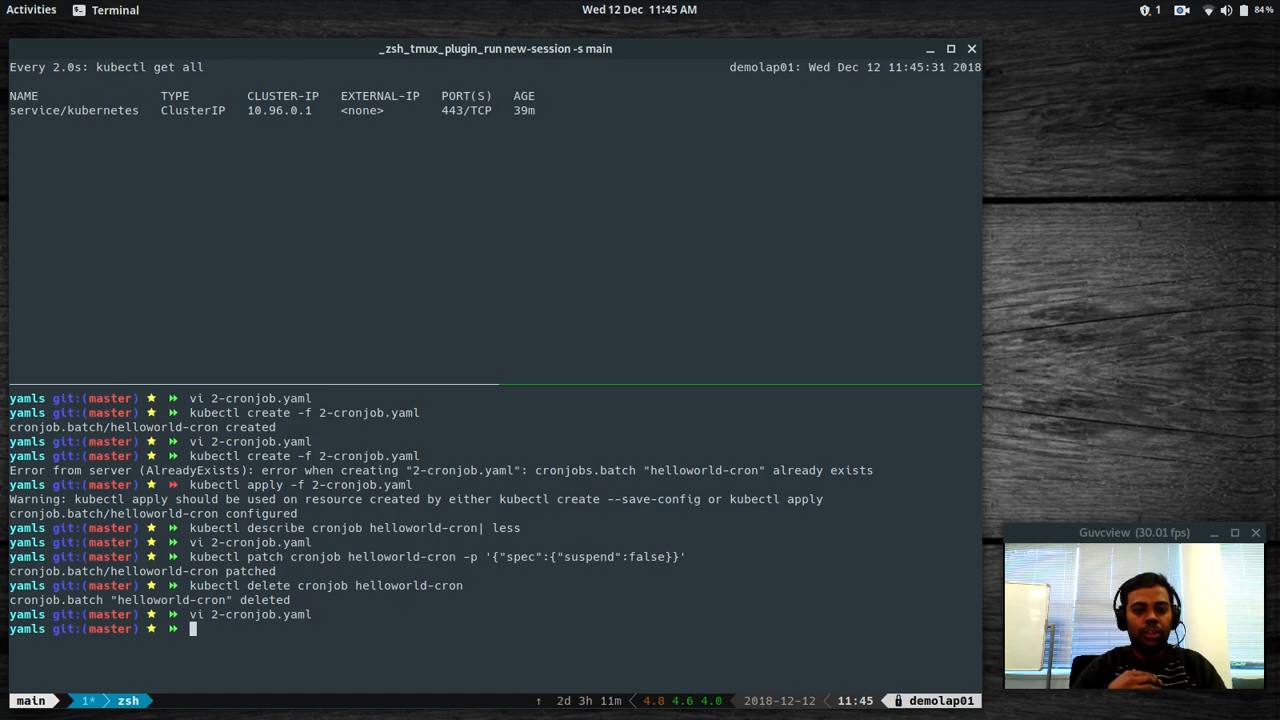 Activities Terminal Wed 12 Dec 11:45 AM 1 84%
_zsh_tmux_plugin_run new-session -s main
Every 2.0s: kubectl get all demolap01: Wed Dec 12 11:45:31 2018
NAME TYPE CLUSTER-IP EXTERNAL-IP PORT(S) AGE
service/kubernetes ClusterIP 10.96.0.1 <none> 443/TCP 39m
yamls git:(master) vi 2-cronjob.yaml
yamls git:(master) kubectl create -f 2-cronjob.yaml
cronjob.batch/helloworld-cron created
yamls git:(master) vi 2-cronjob.yaml
yamls git:(master) kubectl create -f 2-cronjob.yaml
Error from server (AlreadyExists): error when creating "2-cronjob.yaml": cronjobs.batch "helloworld-cron" already exists
yamls git:(master) kubectl apply -f 2-cronjob.yaml
Warning: kubectl apply should be used on resource created by either kubectl create --save-config or kubectl apply
cronjob.batch/helloworld-cron configured
yamls git:(master) kubectl describe cronjob helloworld-cron| less
yamls git:(master) vi 2-cronjob.yaml
yamls git:(master) kubectl patch cronjob helloworld-cron -p '{"spec":{"suspend":false}}'
cronjob.batch/helloworld-cron patched
yamls git:(master) kubectl delete cronjob helloworld-cron
cronjob.batch "helloworld-cron" deleted
yamls git:(master) vi 2-cronjob.yaml
yamls git:(master)
Guvcview (30.01 fps)
main 1* zsh ↑ 2d 3h 11m 4.8 4.6 4.0 2018-12-12 11:45 demolap01